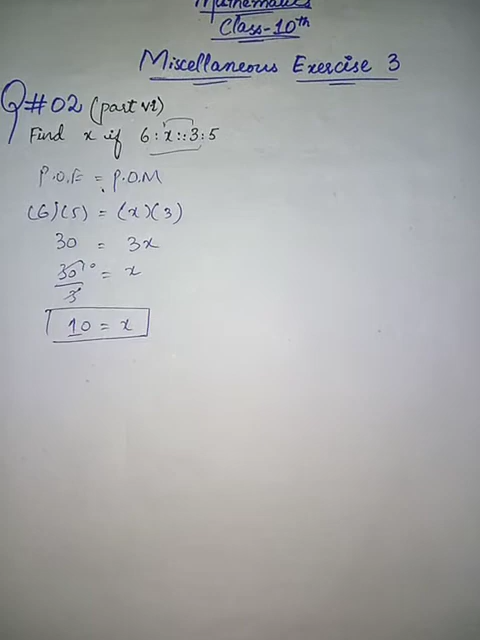 Mathematics
Class-10th
Miscellaneous Exercise 3
Q#02 (part vi)
Find x if 6:x::3:5
P.O.E = P.O.M
(6)(5) = (x)(3)
30 = 3x
30 10 = x
3
10 = x